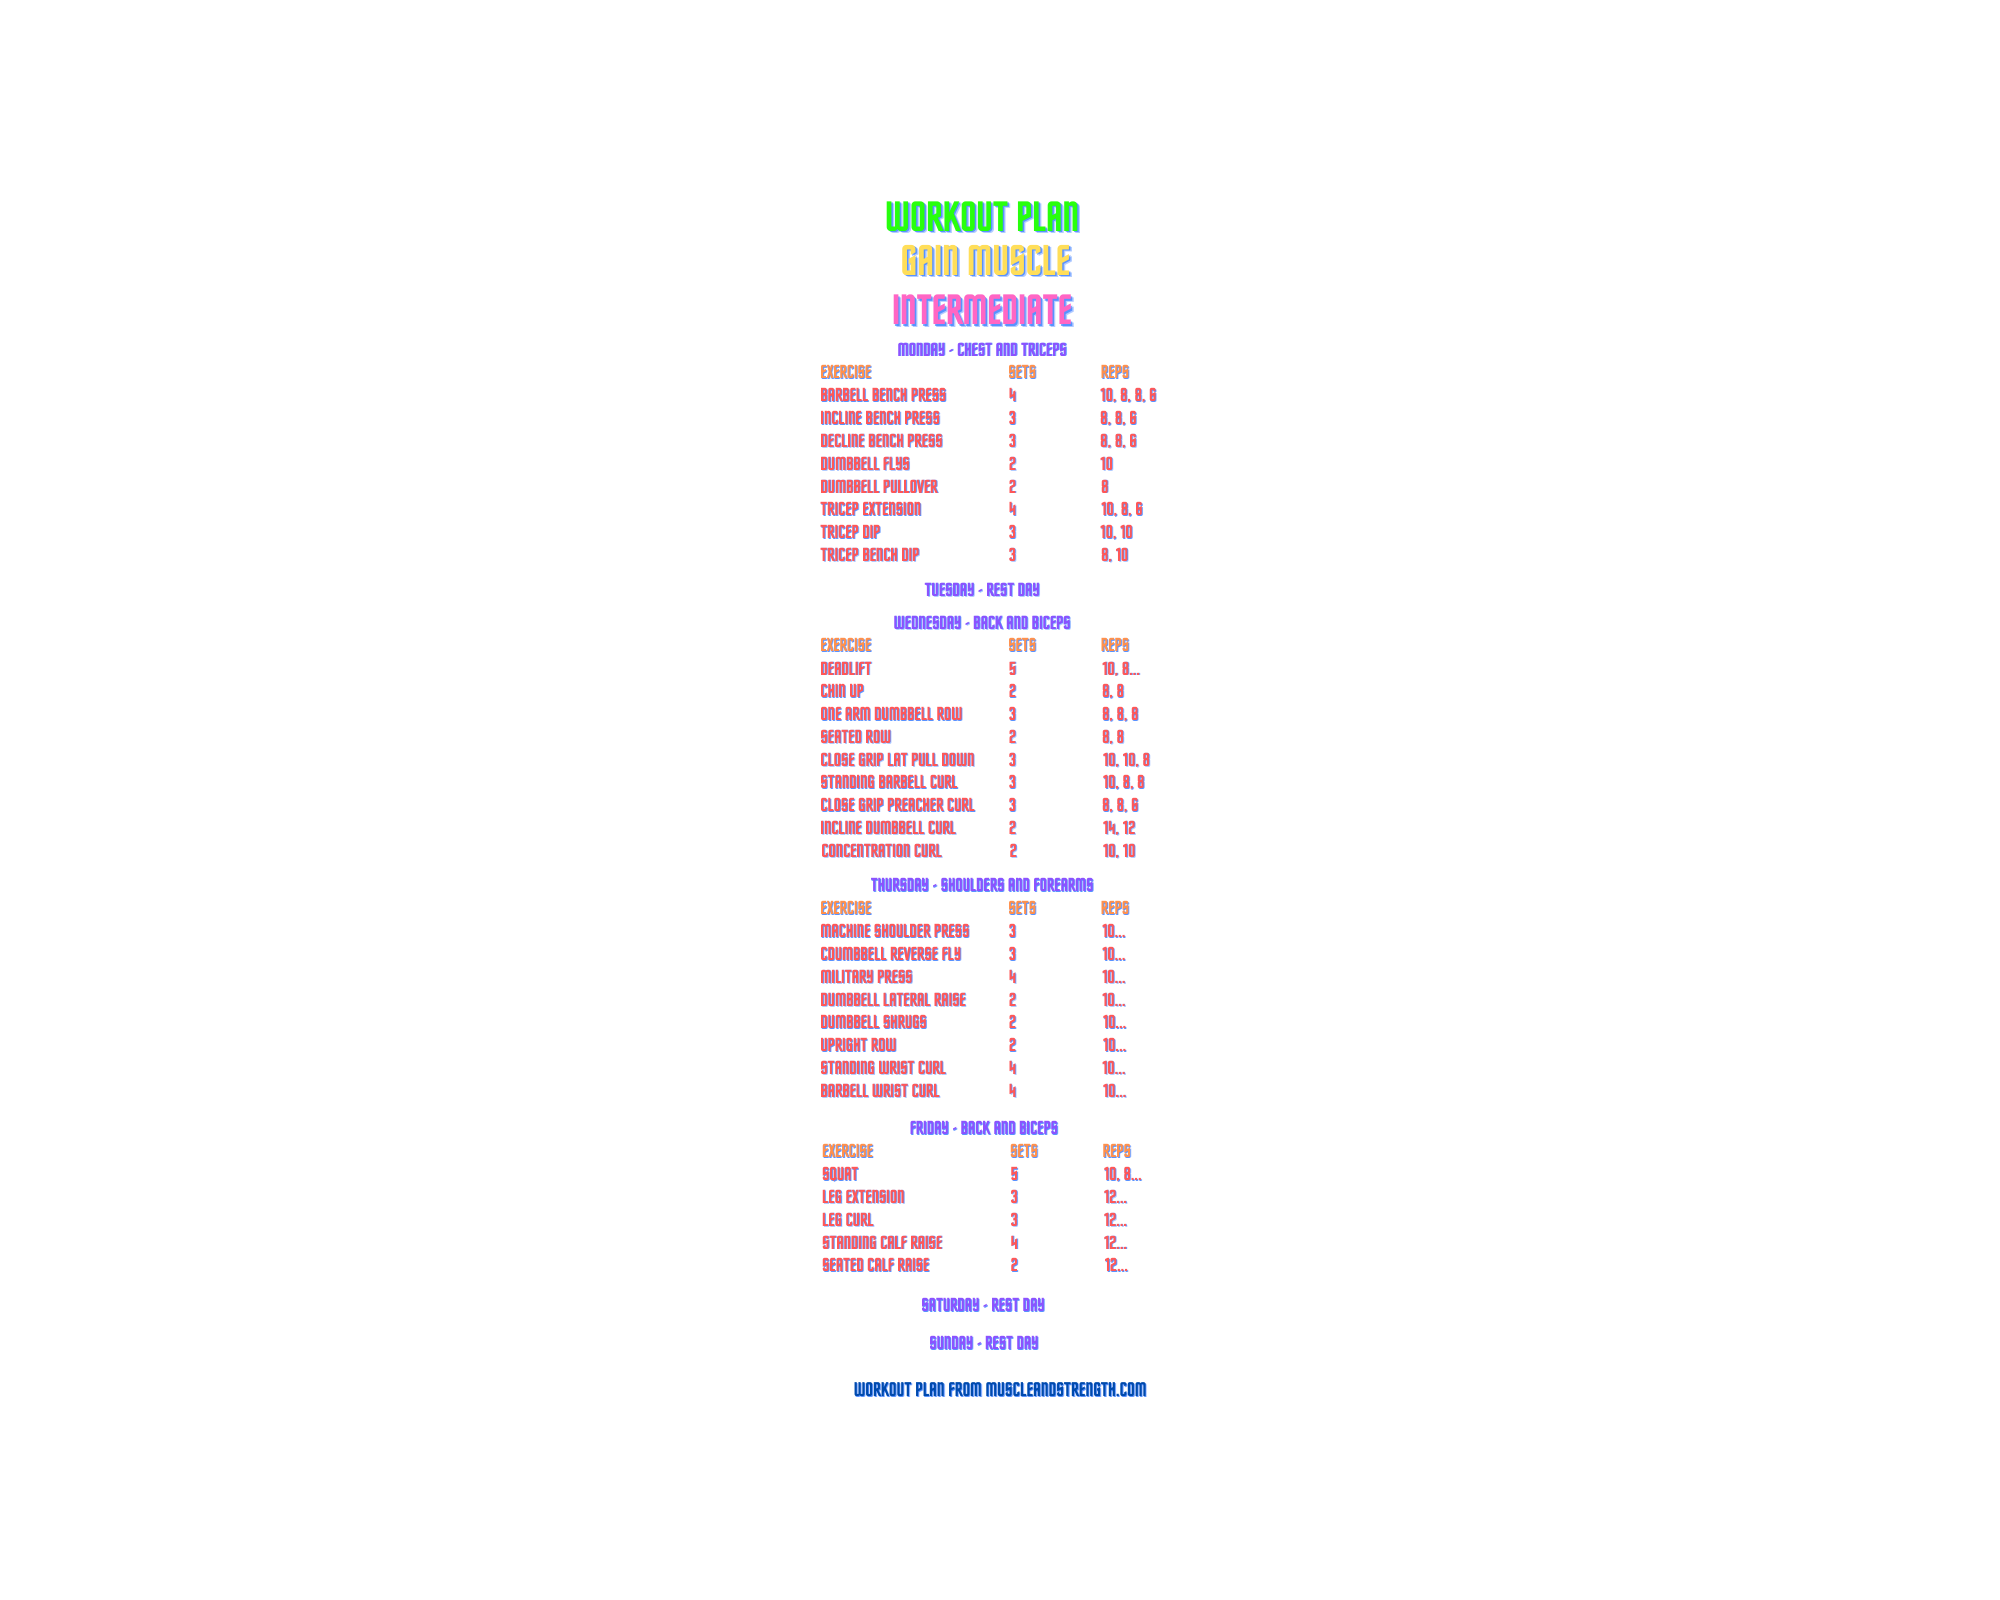 WORKOUT PLAN
GAIN MUSCLE
INTERMEDIATE
MONDAY - CHEST AND TRICEPS
EXERCISE SETS REPS
BARBELL BENCH PRESS 4 10, 8, 8, 6
INCLINE BENCH PRESS 3 8, 8, 6
DECLINE BENCH PRESS 3 8, 8, 6
DUMBBELL FLYS 2 10
DUMBBELL PULLOVER 2 8
TRICEP EXTENSION 4 10, 8, 6
TRICEP DIP 3 10, 10
TRICEP BENCH DIP 3 8, 10
TUESDAY - REST DAY
WEDNESDAY - BACK AND BICEPS
EXERCISE SETS REPS
DEADLIFT 5 10, 8...
CHIN UP 2 8, 8
ONE ARM DUMBBELL ROW 3 8, 8, 8
SEATED ROW 2 8, 8
CLOSE GRIP LAT PULL DOWN 3 10, 10, 8
STANDING BARBELL CURL 3 10, 8, 8
CLOSE GRIP PREACHER CURL 3 8, 8, 6
INCLINE DUMBBELL CURL 2 14, 12
CONCENTRATION CURL 2 10, 10
THURSDAY - SHOULDERS AND FOREARMS
EXERCISE SETS REPS
MACHINE SHOULDER PRESS 3 10...
CDUMBBELL REVERSE FLY 3 10...
MILITARY PRESS 4 10...
DUMBBELL LATERAL RAISE 2 10...
DUMBBELL SHRUGS 2 10...
UPRIGHT ROW 2 10...
STANDING WRIST CURL 4 10...
BARBELL WRIST CURL 4 10...
FRIDAY - BACK AND BICEPS
EXERCISE SETS REPS
SQUAT 5 10, 8...
LEG EXTENSION 3 12...
LEG CURL 3 12...
STANDING CALF RAISE 4 12...
SEATED CALF RAISE 2 12...
SATURDAY - REST DAY
SUNDAY - REST DAY
WORKOUT PLAN FROM MUSCLEANDSTRENGTH.COM